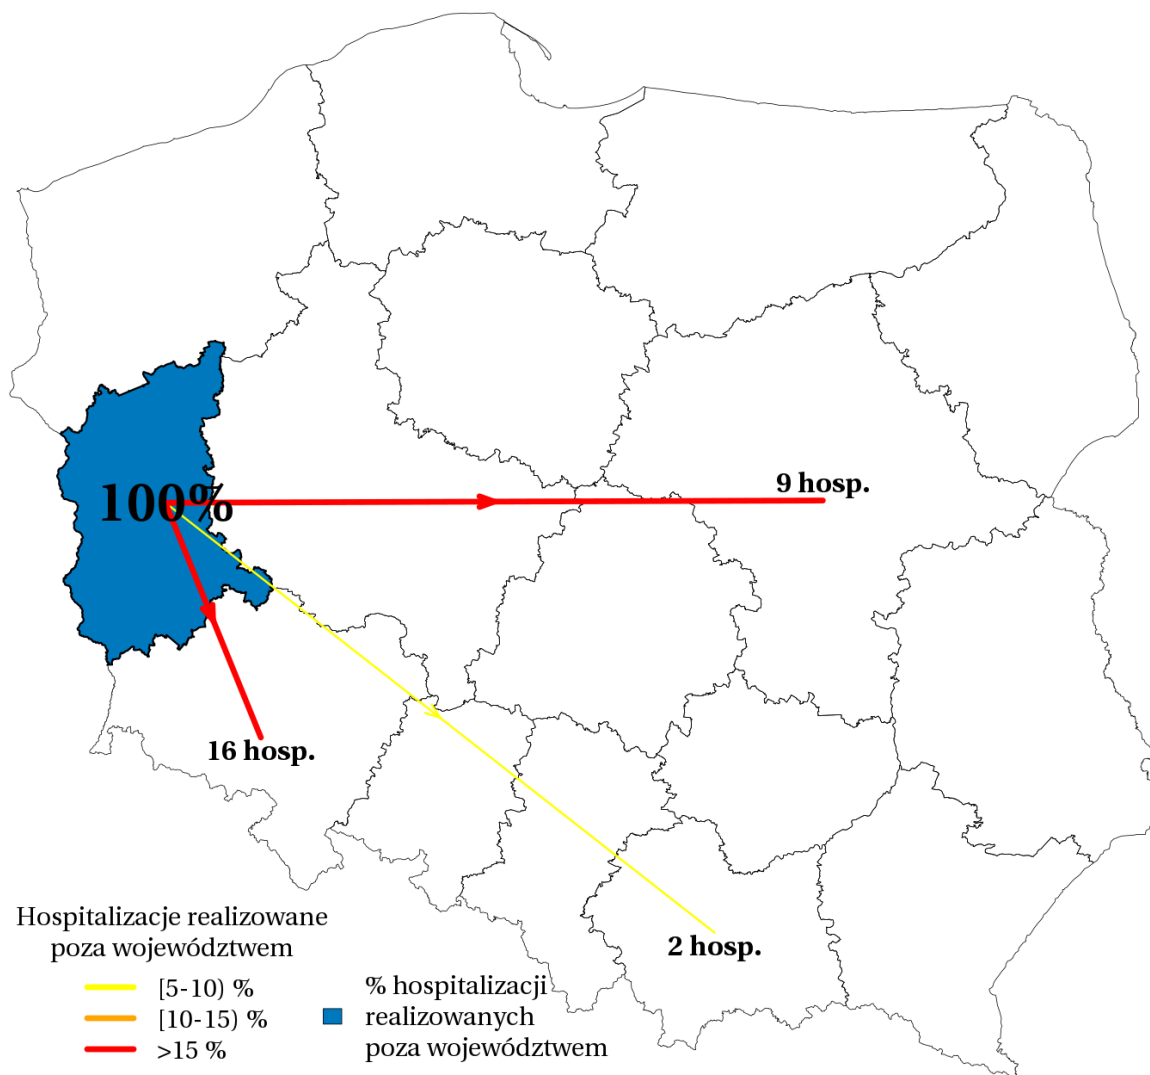 9 hosp.
100%
16 hosp.
2 hosp.
Hospitalizacje realizowane
poza województwem
[5-10) %
[10-15) %
>15 %
% hospitalizacji
realizowanych
poza województwem